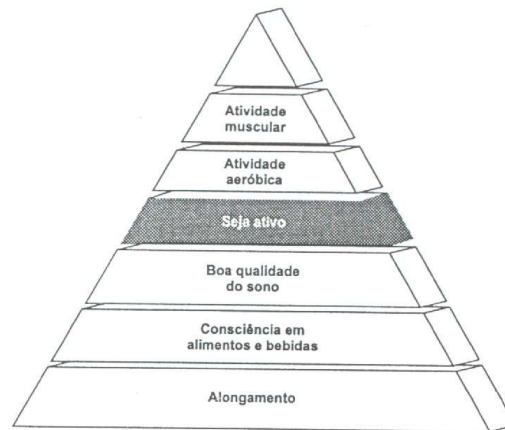 Atividade
muscular
Atividade
aeróbica
Seja ativo
Boa qualidade
do sono
Consciência em
alimentos e bebidas
Alongamento